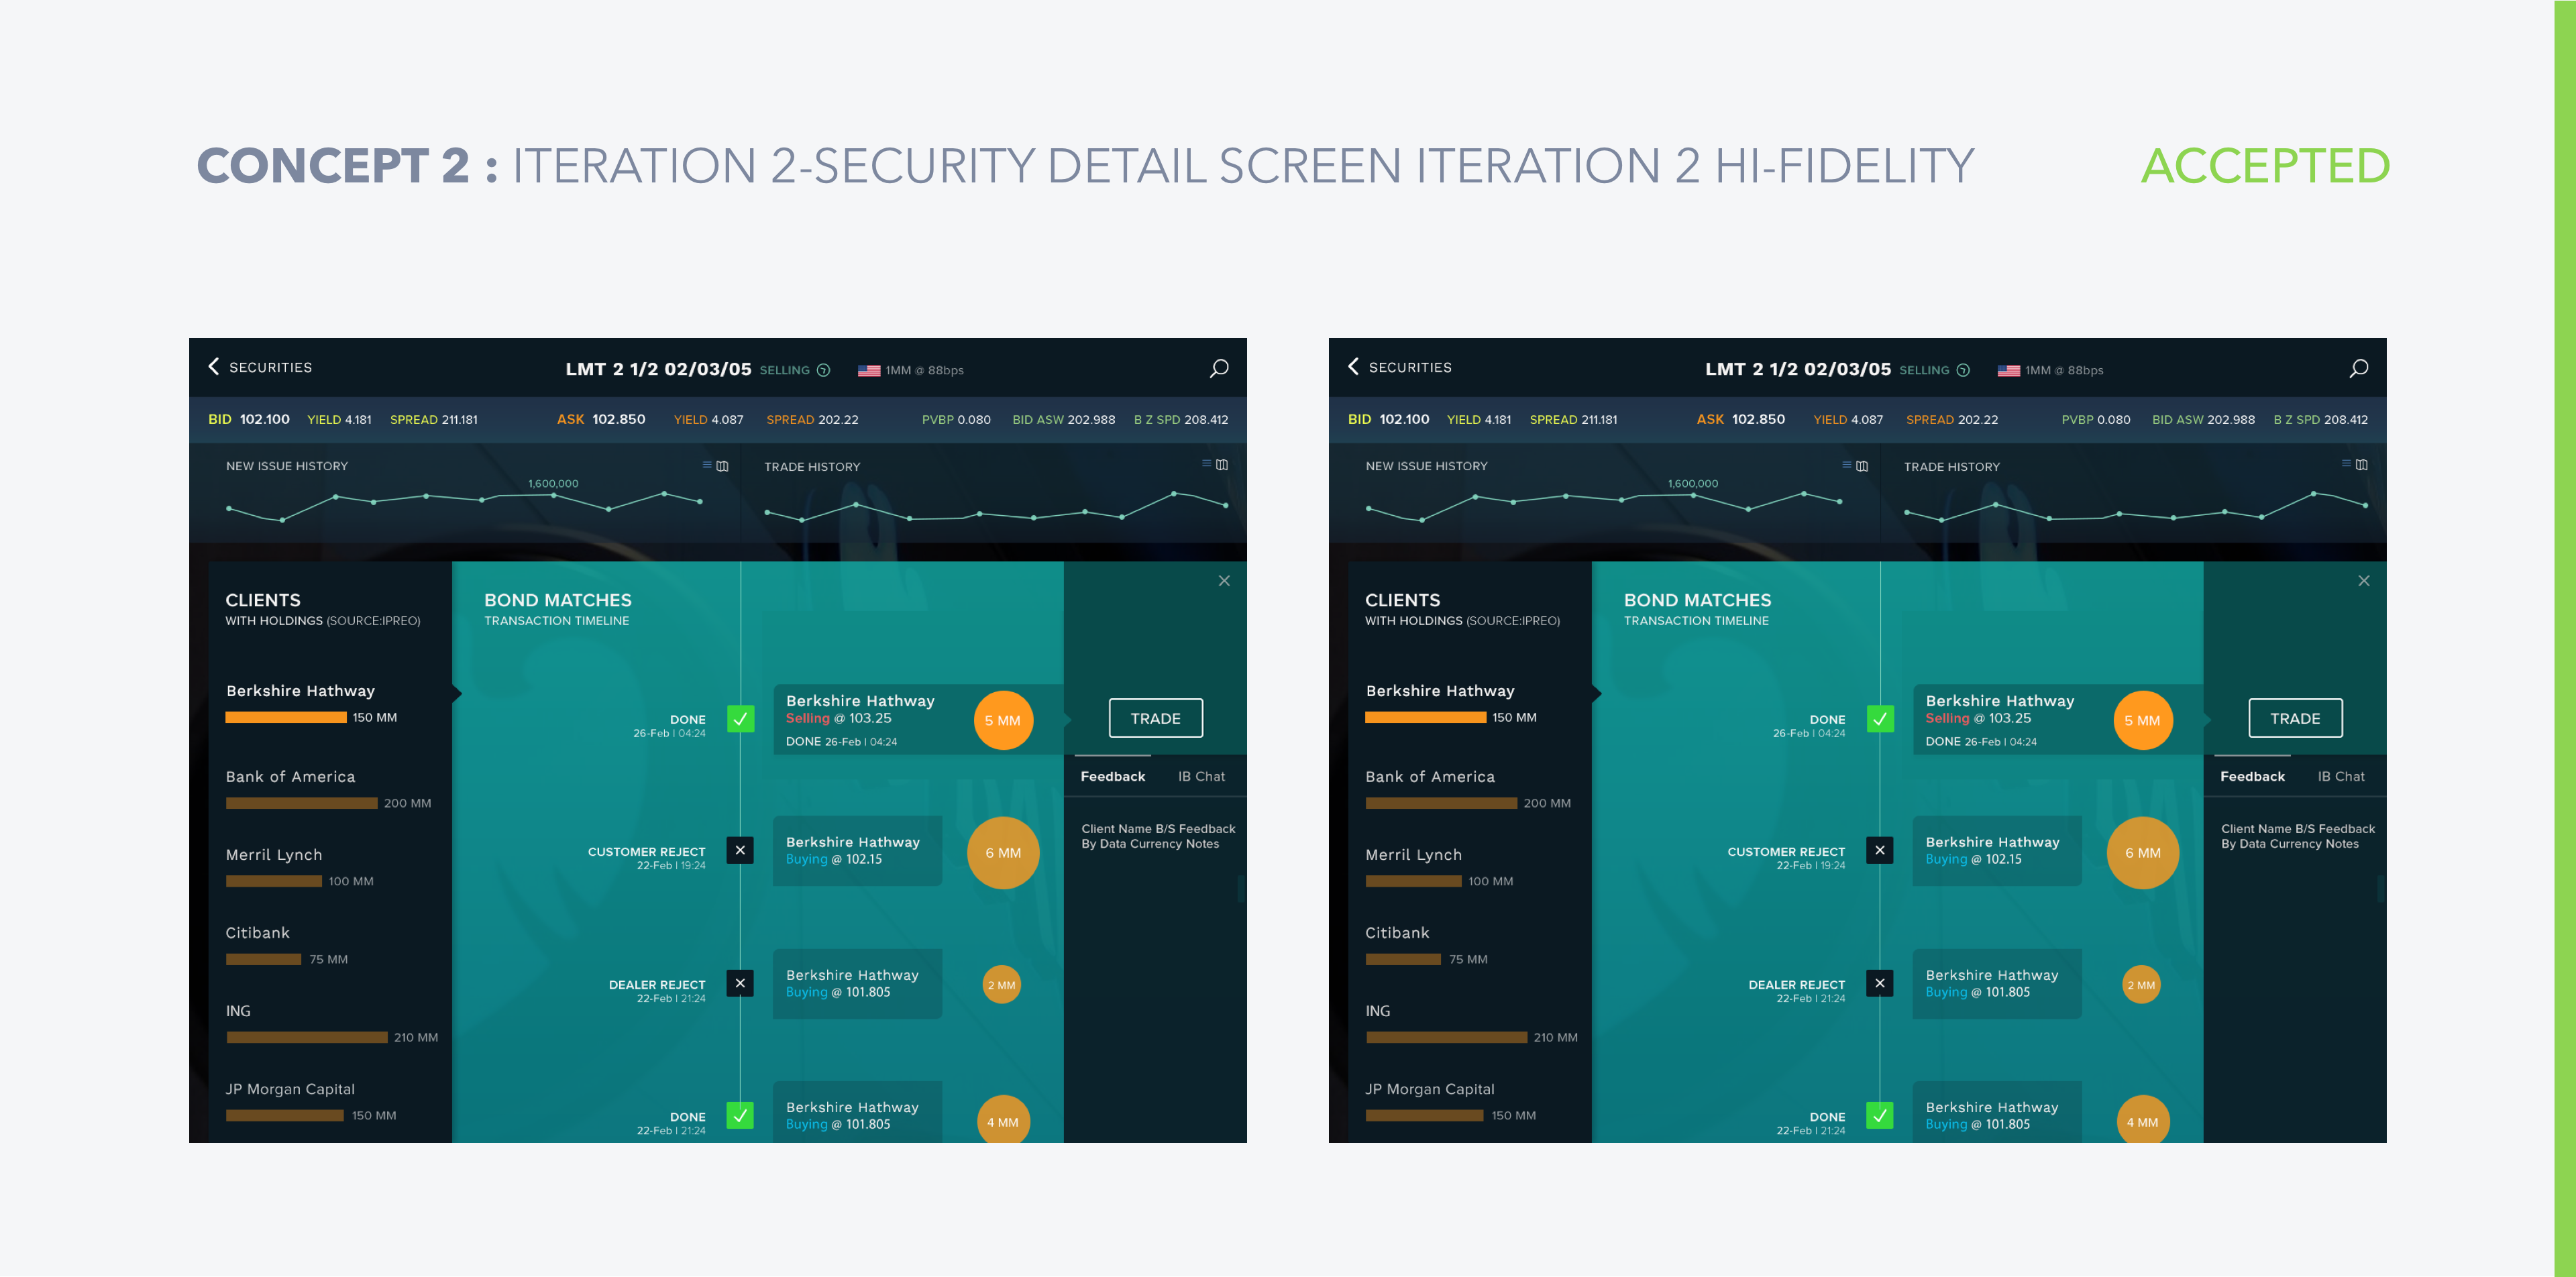 CONCEPT 2 : ITERATION 2-SECURITY DETAIL SCREEN ITERATION 2 HI-FIDELITY ACCEPTED
SECURITIES
LMT 2 1/2 02/03/05 SELLING 1MM @ 88bps
BID 102.100 YIELD 4.181 SPREAD 211.181 ASK 102.850 YIELD 4.087 SPREAD 202.22 PVBP 0.080 BID ASW 202.988 B Z SPD 208.412
NEW ISSUE HISTORY
1,600,000
TRADE HISTORY
CLIENTS
WITH HOLDINGS (SOURCE:IPREO)
Berkshire Hathway
150 MM
Bank of America
200 MM
Merril Lynch
100 MM
Citibank
75 MM
ING
210 MM
JP Morgan Capital
150 MM
BOND MATCHES
TRANSACTION TIMELINE
DONE
26-Feb | 04:24
Berkshire Hathway
Selling @ 103.25
DONE 26-Feb | 04:24
5 MM
CUSTOMER REJECT
22-Feb | 19:24
Berkshire Hathway
Buying @ 102.15
6 MM
DEALER REJECT
22-Feb | 21:24
Berkshire Hathway
Buying @ 101.805
2 MM
DONE
22-Feb | 21:24
Berkshire Hathway
Buying @ 101.805
4 MM
TRADE
Feedback IB Chat
Client Name B/S Feedback
By Data Currency Notes
SECURITIES
LMT 2 1/2 02/03/05 SELLING 1MM @ 88bps
BID 102.100 YIELD 4.181 SPREAD 211.181 ASK 102.850 YIELD 4.087 SPREAD 202.22 PVBP 0.080 BID ASW 202.988 B Z SPD 208.412
NEW ISSUE HISTORY
1,600,000
TRADE HISTORY
CLIENTS
WITH HOLDINGS (SOURCE:IPREO)
Berkshire Hathway
150 MM
Bank of America
200 MM
Merril Lynch
100 MM
Citibank
75 MM
ING
210 MM
JP Morgan Capital
150 MM
BOND MATCHES
TRANSACTION TIMELINE
DONE
26-Feb | 04:24
Berkshire Hathway
Selling @ 103.25
DONE 26-Feb | 04:24
5 MM
CUSTOMER REJECT
22-Feb | 19:24
Berkshire Hathway
Buying @ 102.15
6 MM
DEALER REJECT
22-Feb | 21:24
Berkshire Hathway
Buying @ 101.805
2 MM
DONE
22-Feb | 21:24
Berkshire Hathway
Buying @ 101.805
4 MM
TRADE
Feedback IB Chat
Client Name B/S Feedback
By Data Currency Notes